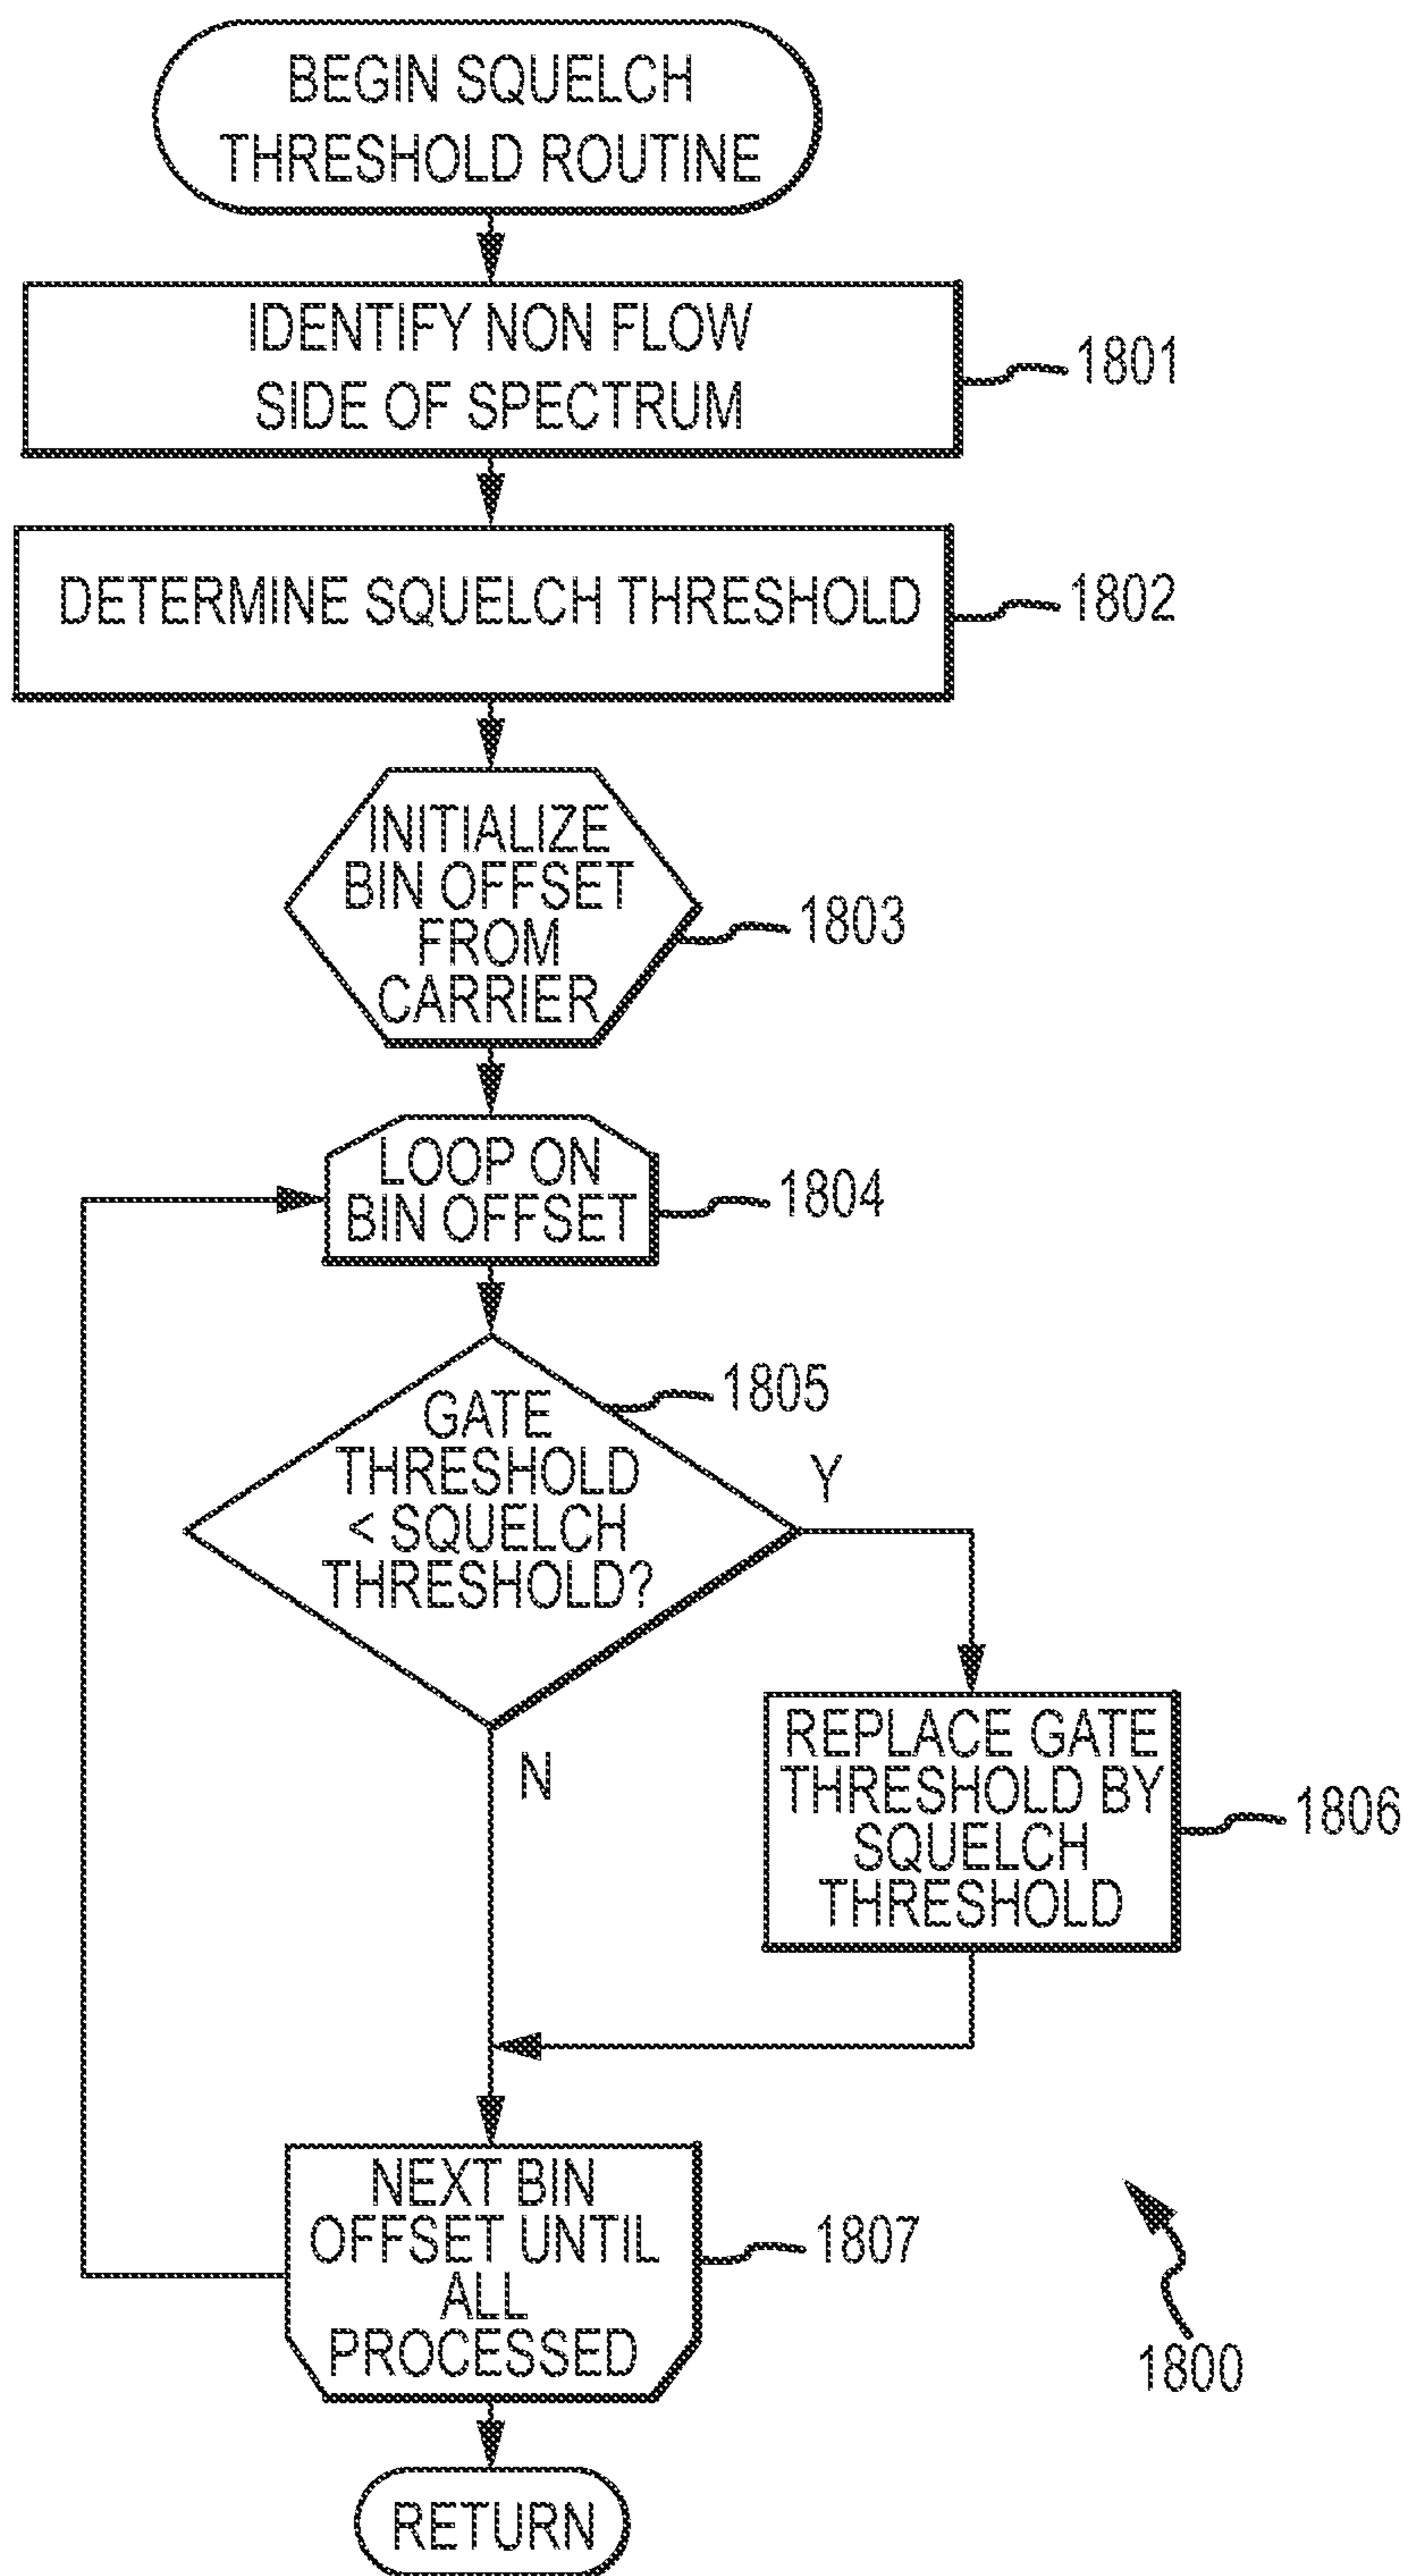 BEGIN SQUELCH
THRESHOLD ROUTINE
IDENTIFY NON FLOW
SIDE OF SPECTRUM
1801
DETERMINE SQUELCH THRESHOLD
1802
INITIALIZE
BIN OFFSET
FROM
CARRIER
1803
LOOP ON
BIN OFFSET
1804
GATE
THRESHOLD
< SQUELCH
THRESHOLD?
1805
Y
N
REPLACE GATE
THRESHOLD BY
SQUELCH
THRESHOLD
1806
NEXT BIN
OFFSET UNTIL
ALL
PROCESSED
1807
1800
RETURN